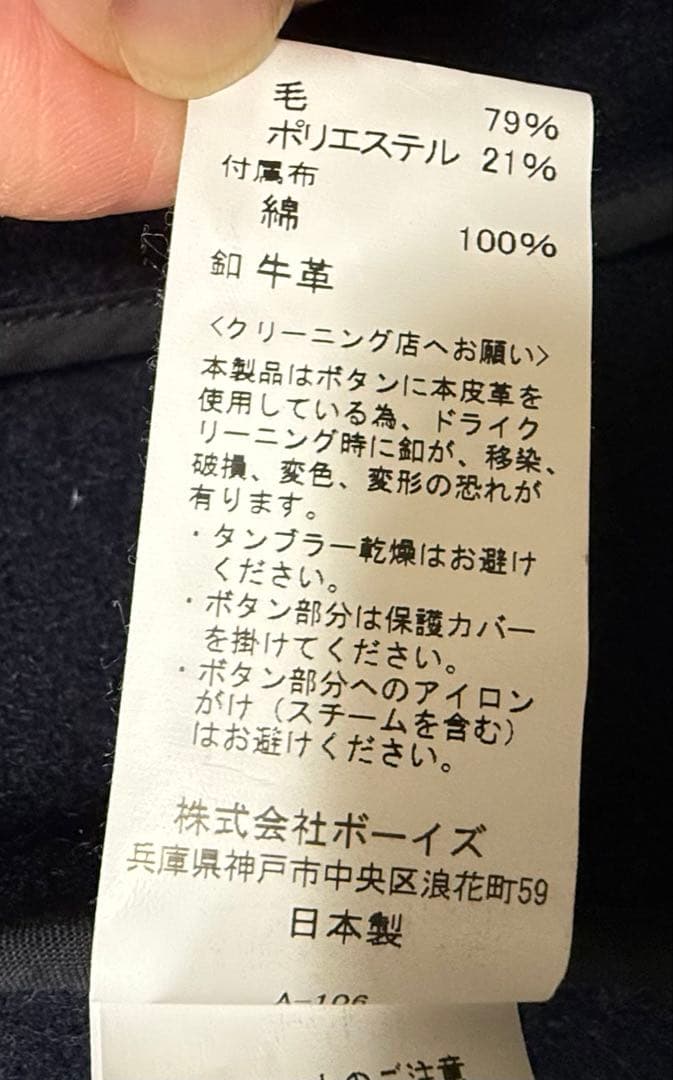 毛 79%
ポリエステル 21%
付属布
綿 100%
釦 牛革
<クリーニング店へお願い>
本製品はボタンに本皮革を
使用している為、ドライク
リーニング時に釦が、移染、
破損、変色、変形の恐れが
有ります。
・タンブラー乾燥はお避け
ください。
・ボタン部分は保護カバー
を掛けてください。
・ボタン部分へのアイロン
がけ（スチームを含む）
はお避けください。
株式会社ボーイズ
兵庫県神戸市中央区浪花町59
日本製
A-106
のご注意